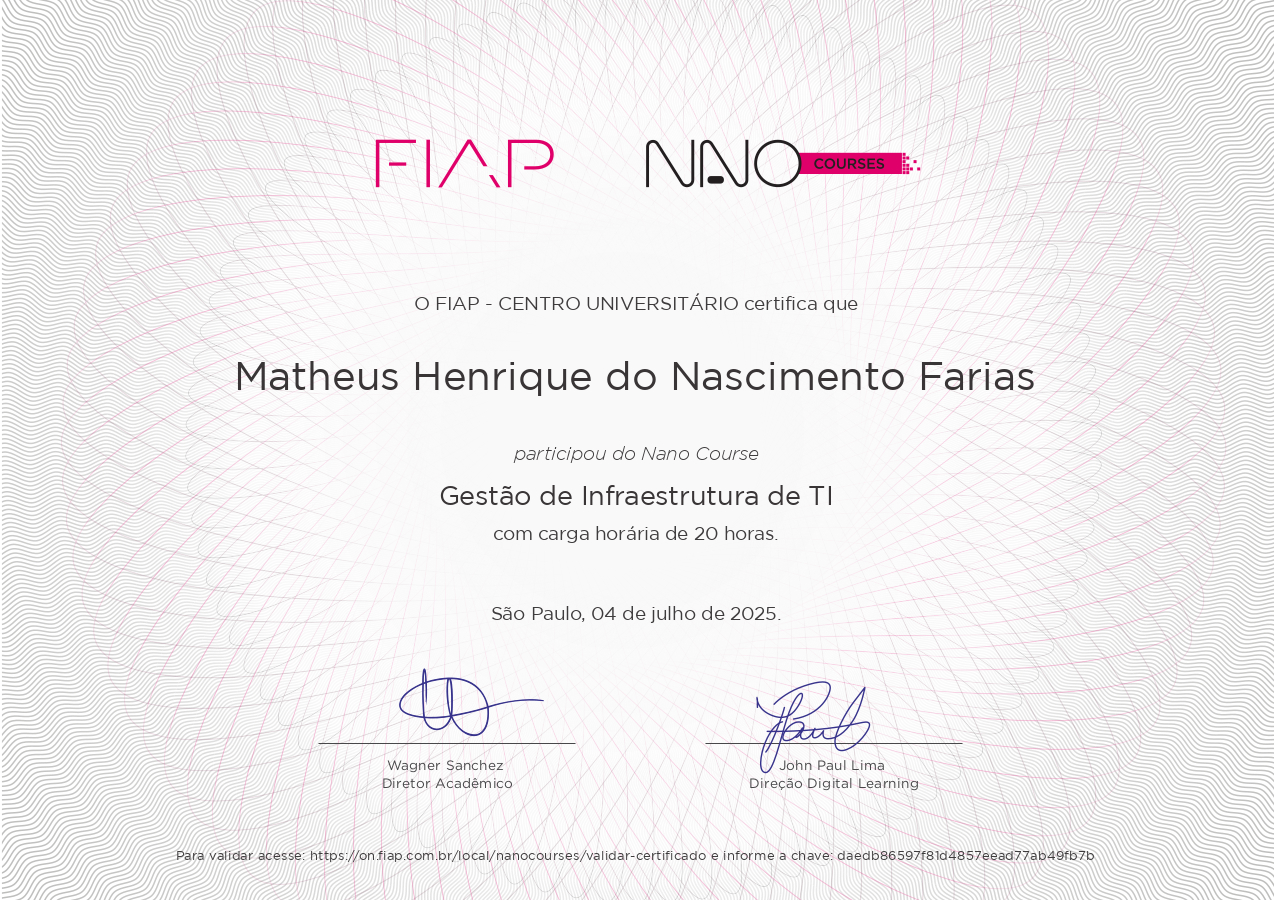 FIAP NANO COURSES
O FIAP - CENTRO UNIVERSITÁRIO certifica que
Matheus Henrique do Nascimento Farias
participou do Nano Course
Gestão de Infraestrutura de TI
com carga horária de 20 horas.
São Paulo, 04 de julho de 2025.
Wagner Sanchez
Diretor Acadêmico
John Paul Lima
Direção Digital Learning
Para validar acesse: https://on.fiap.com.br/local/nanocourses/validar-certificado e informe a chave: daedb86597f81d4857eead77ab49fb7b